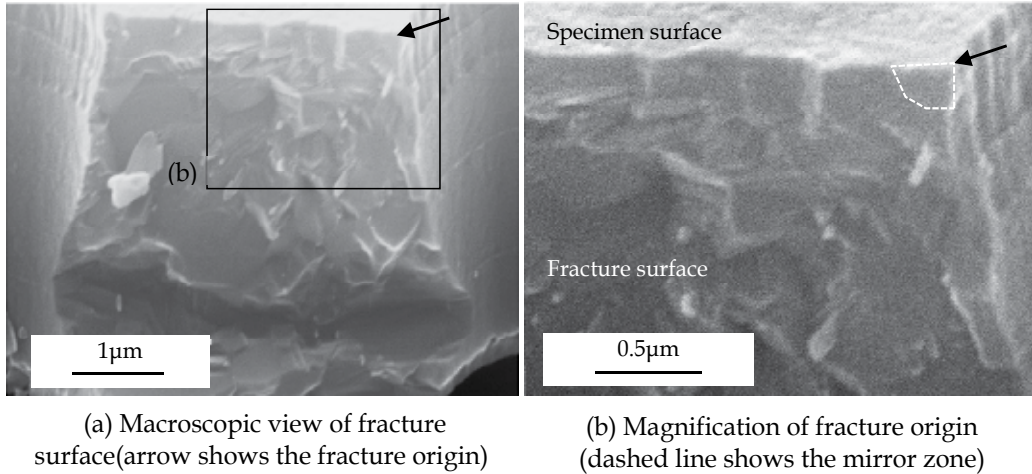 (b)
1µm
Specimen surface
Fracture surface
0.5µm
(a) Macroscopic view of fracture
surface(arrow shows the fracture origin)
(b) Magnification of fracture origin
(dashed line shows the mirror zone)